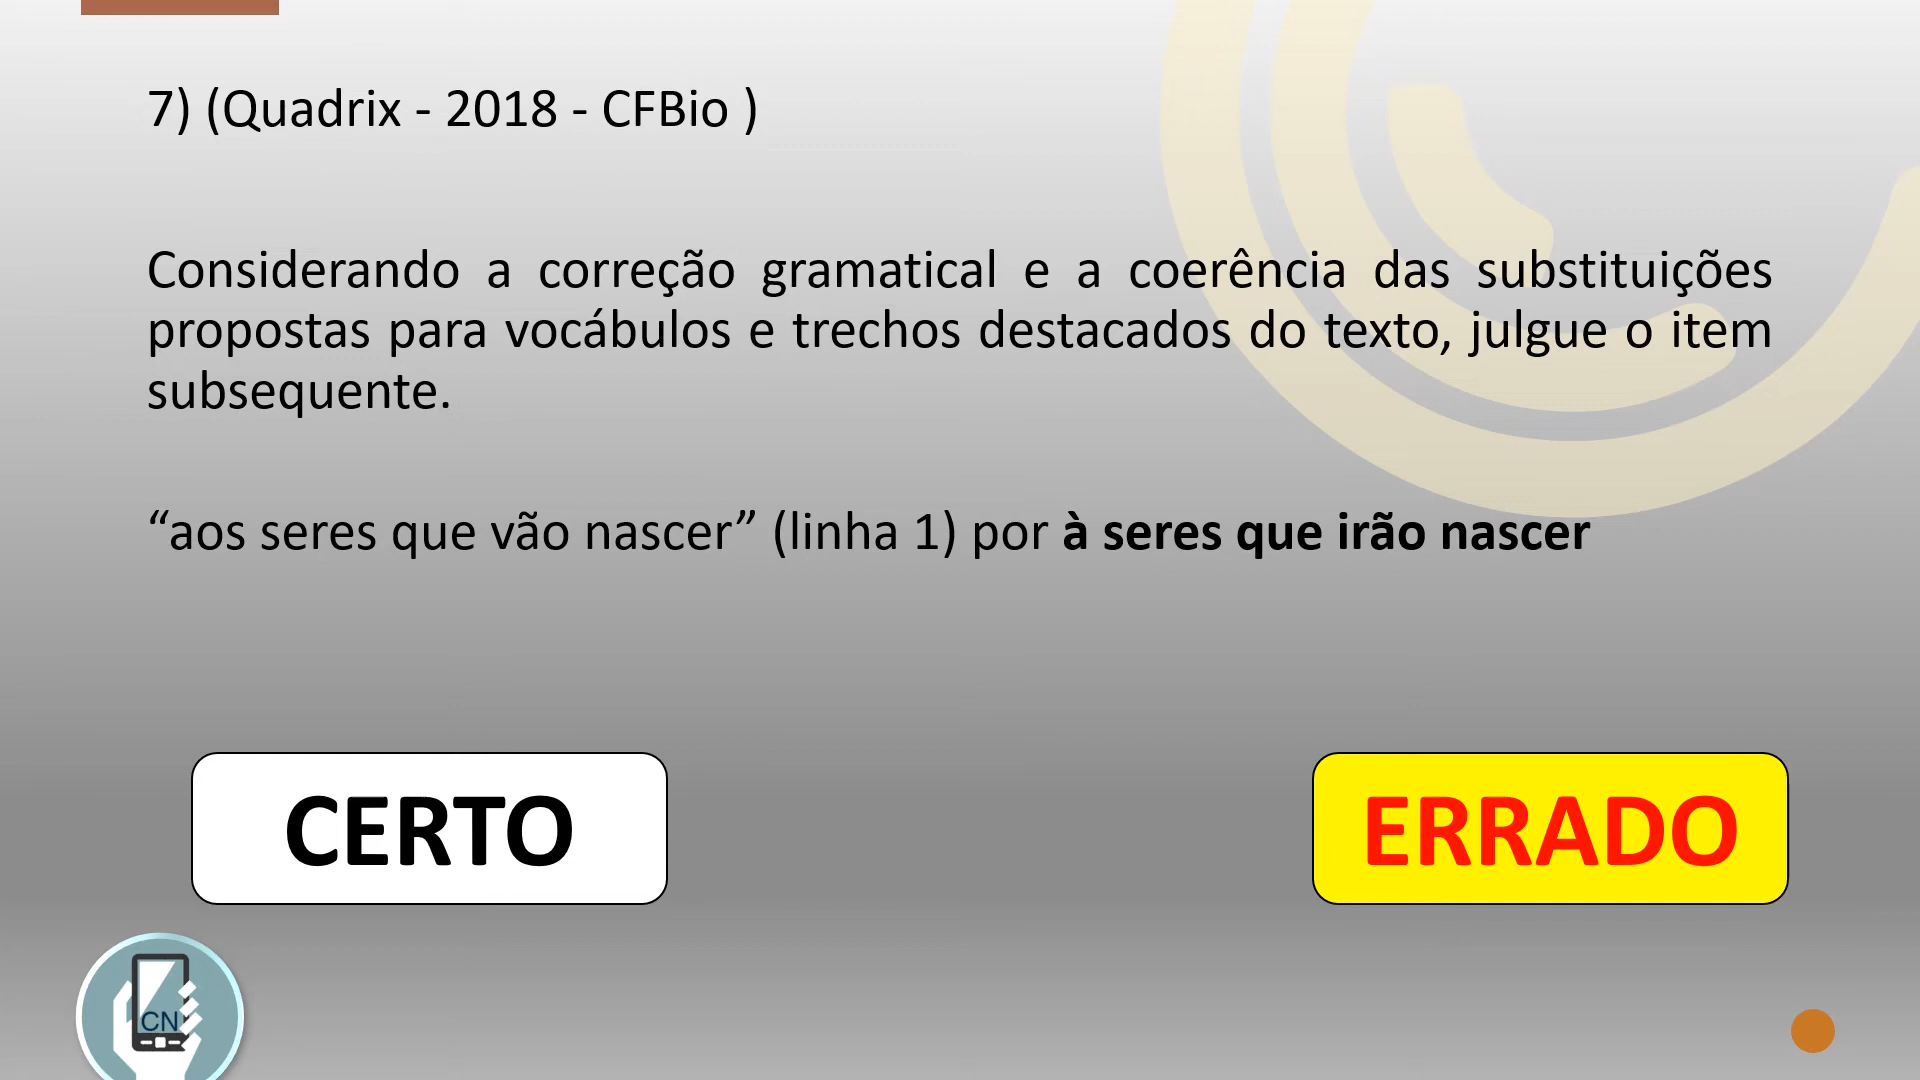 7) (Quadrix - 2018 - CFBio )
Considerando a correção gramatical e a coerência das substituições
propostas para vocábulos e trechos destacados do texto, julgue o item
subsequente.
“aos seres que vão nascer” (linha 1) por à seres que irão nascer
CERTO
ERRADO
CN